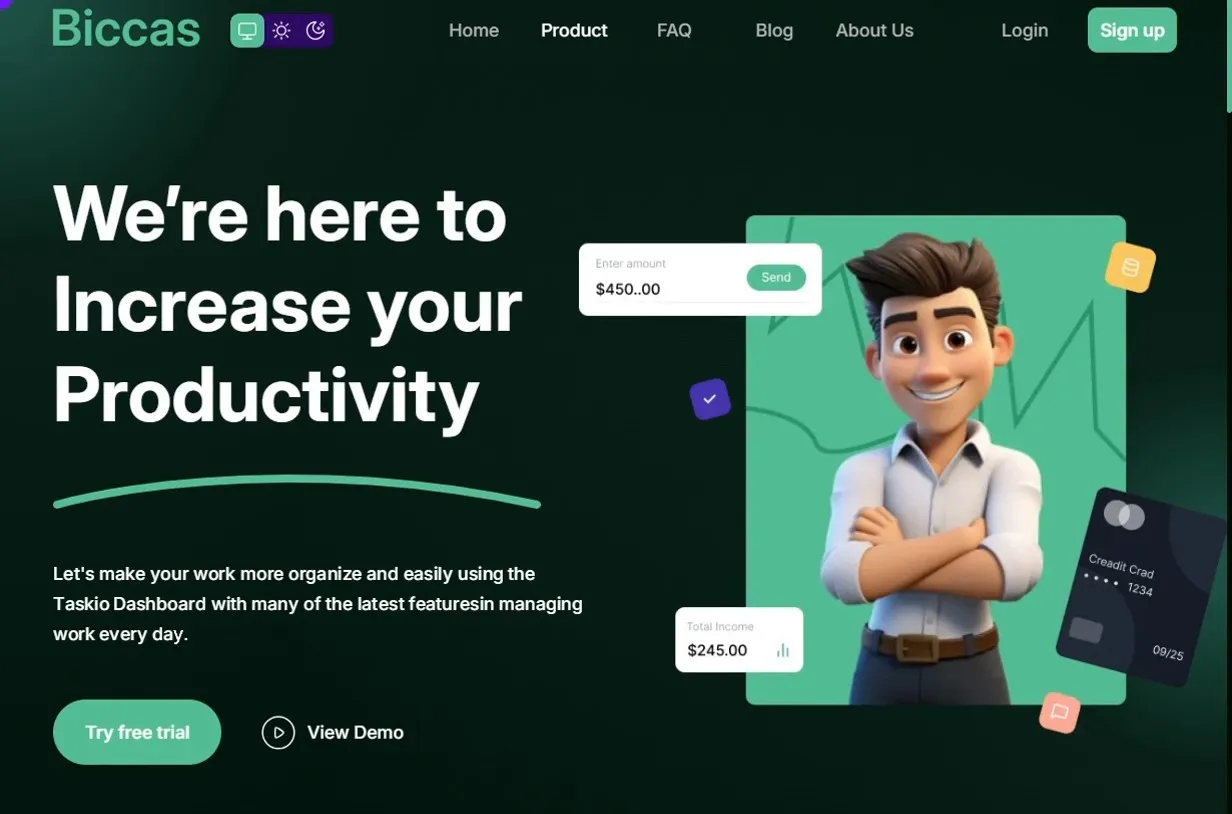 Biccas
Home Product FAQ Blog About Us Login Sign up
We’re here to
Increase your
Productivity
Let's make your work more organize and easily using the
Taskio Dashboard with many of the latest featuresin managing
work every day.
Try free trial
View Demo
Enter amount
$450..00
Send
Creadit Crad
•••• 1234
09/25
Total Income
$245.00